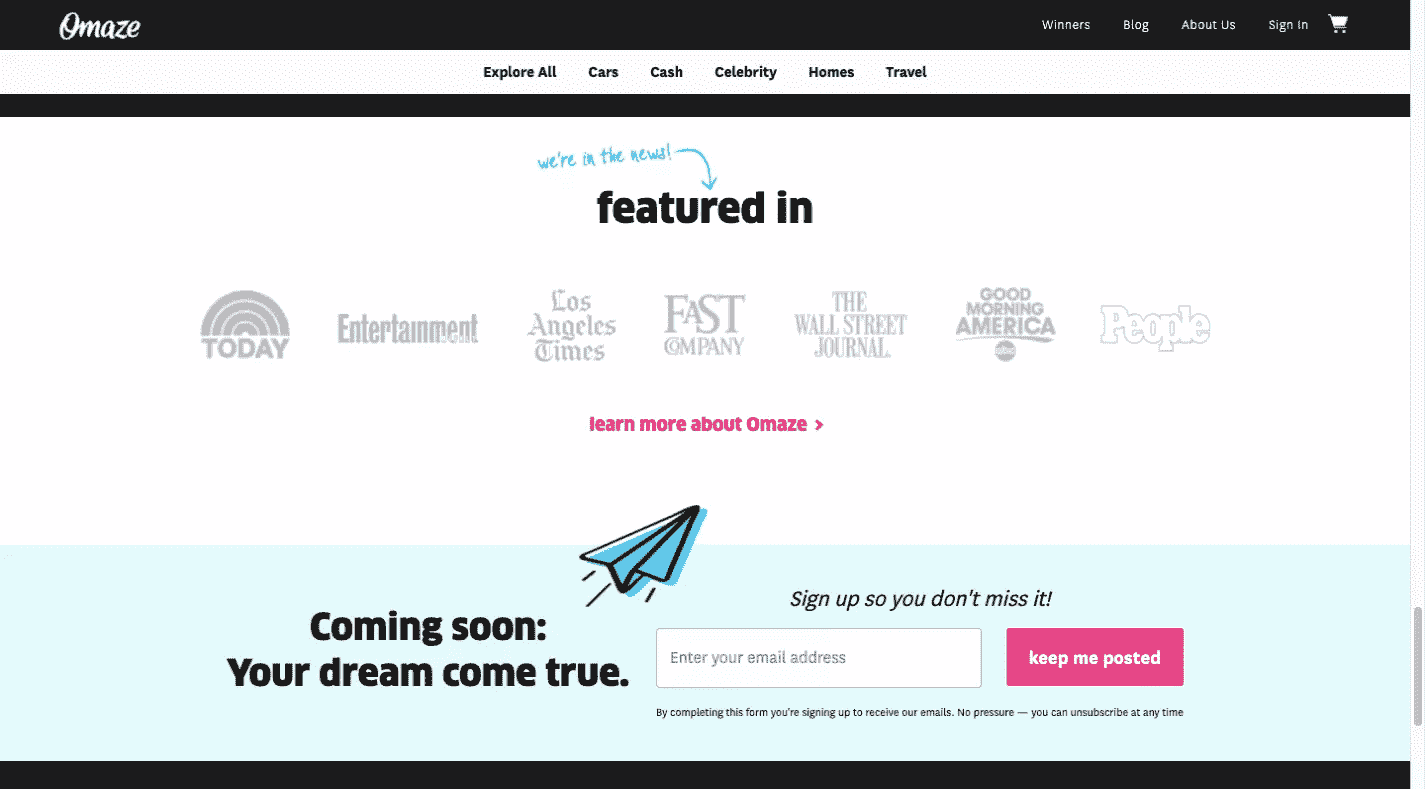 Omaze
Winners Blog About Us Sign In
Explore All Cars Cash Celebrity Homes Travel
we're in the news!
featured in
TODAY
Entertainment
Los
Angeles
Times
FAST
COMPANY
THE
WALL STREET
JOURNAL
GOOD
MORNING
AMERICA
People
learn more about Omaze >
Coming soon:
Your dream come true.
Sign up so you don't miss it!
Enter your email address
keep me posted
By completing this form you're signing up to receive our emails. No pressure — you can unsubscribe at any time